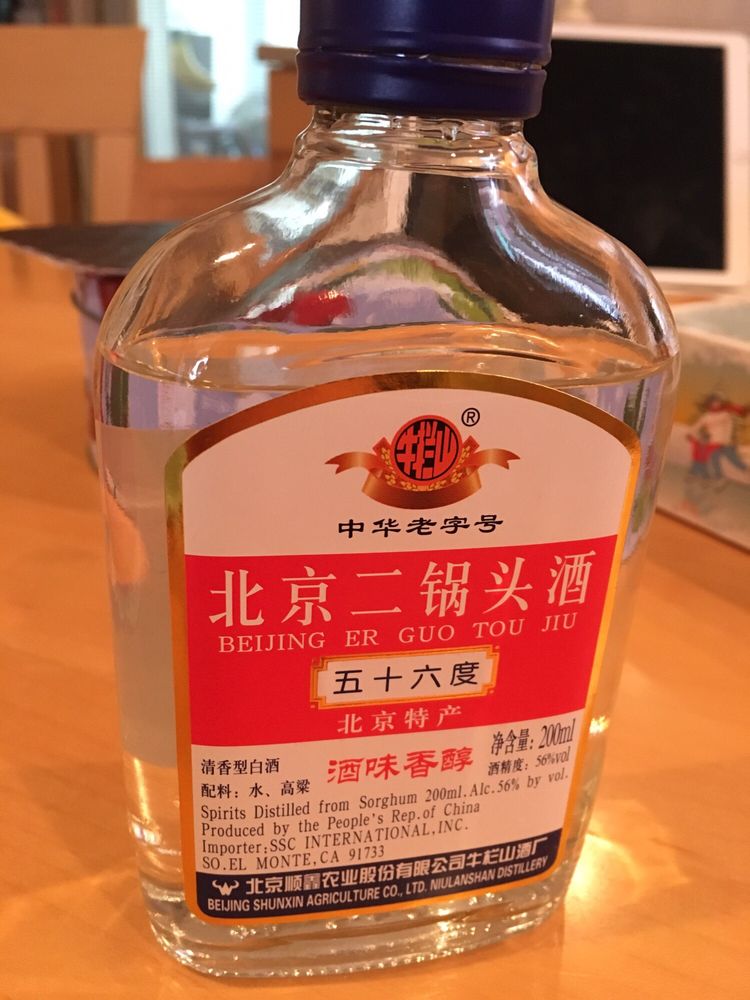 牛栏山®
中华老字号
北京二锅头酒
BEIJING ER GUO TOU JIU
五十六度
北京特产
清香型白酒
配料：水、高粱
酒味香醇
净含量：200ml
酒精度：56%vol
Spirits Distilled from Sorghum 200ml.Alc.56% by vol.
Produced by the People's Rep.of China
Importer:SSC INTERNATIONAL,INC.
SO.EL MONTE,CA 91733
北京顺鑫农业股份有限公司牛栏山酒厂
BEIJING SHUNXIN AGRICULTURE CO., LTD. NIULANSHAN DISTILLERY